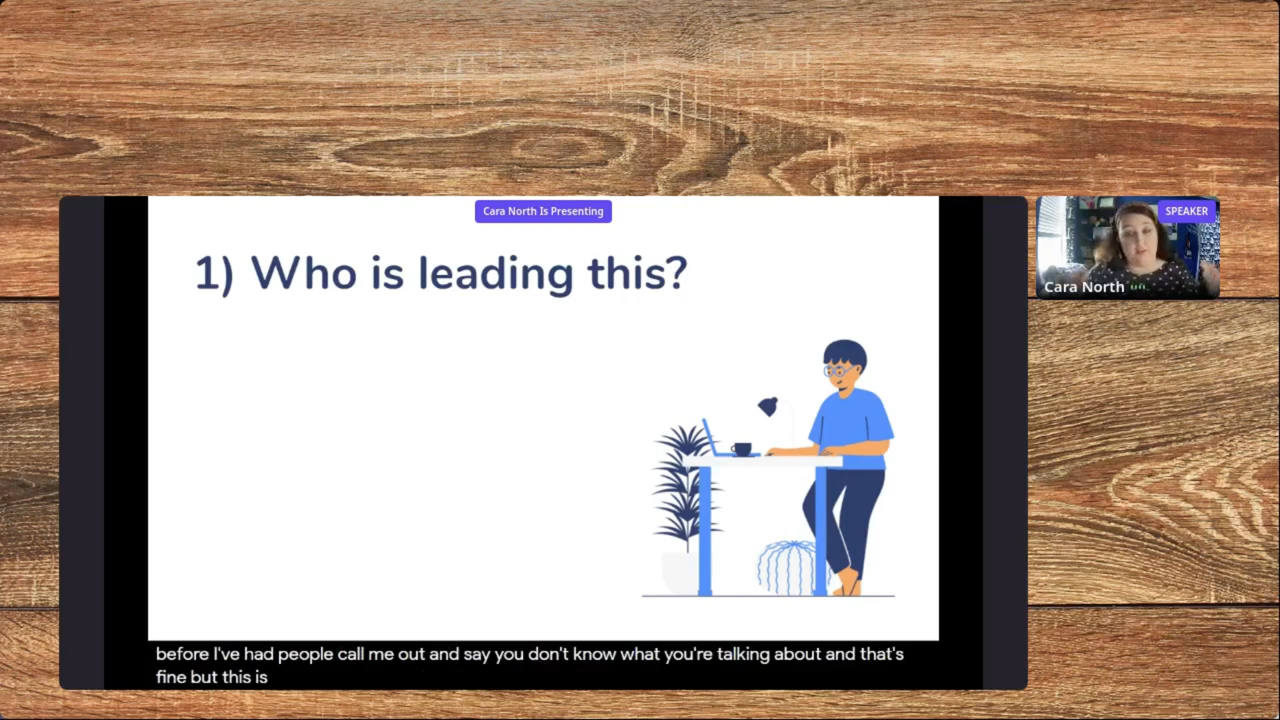 Cara North Is Presenting
SPEAKER
1) Who is leading this?
Cara North
before I've had people call me out and say you don't know what you're talking about and that's
fine but this is